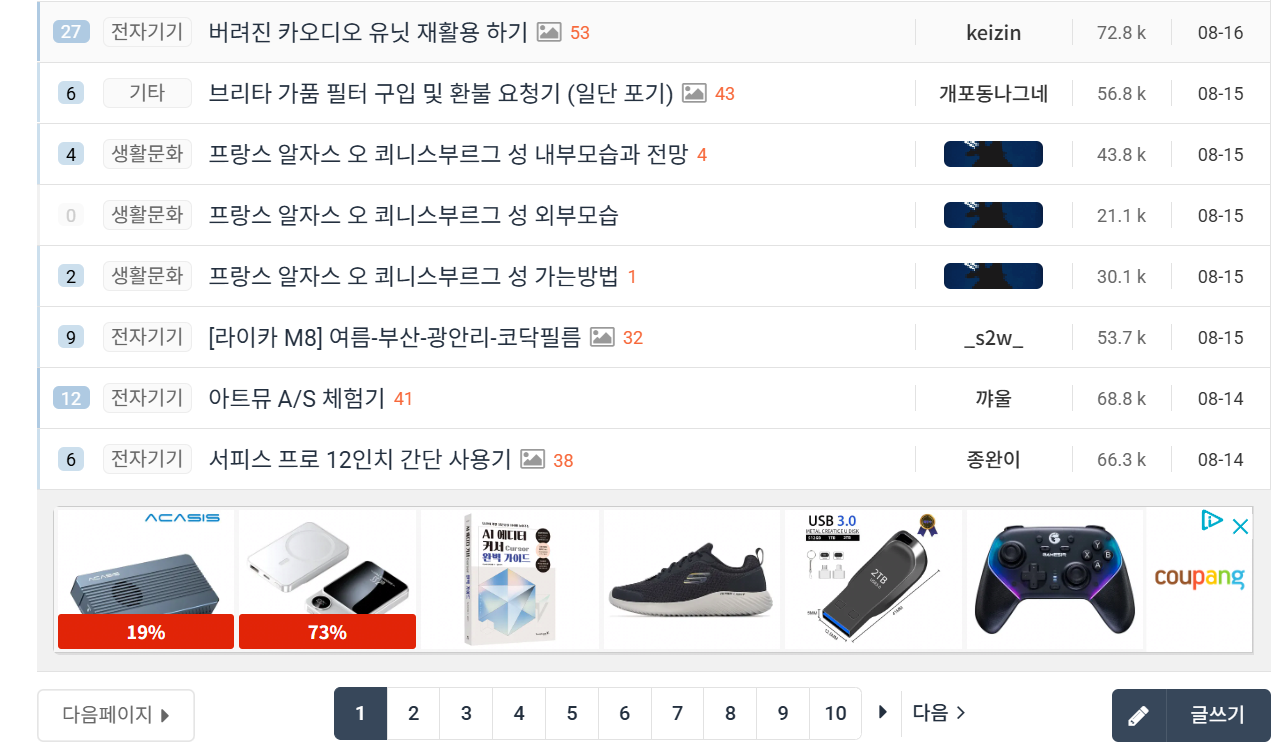 27 전자기기 버려진 카오디오 유닛 재활용 하기 53 keizin 72.8 k 08-16
6 기타 브리타 가품 필터 구입 및 환불 요청기 (일단 포기) 43 개포동나그네 56.8 k 08-15
4 생활문화 프랑스 알자스 오 쾨니스부르그 성 내부모습과 전망 4 43.8 k 08-15
0 생활문화 프랑스 알자스 오 쾨니스부르그 성 외부모습 21.1 k 08-15
2 생활문화 프랑스 알자스 오 쾨니스부르그 성 가는방법 1 30.1 k 08-15
9 전자기기 [라이카 M8] 여름-부산-광안리-코닥필름 32 _s2w_ 53.7 k 08-15
12 전자기기 아트뮤 A/S 체험기 41 꺄울 68.8 k 08-14
6 전자기기 서피스 프로 12인치 간단 사용기 38 종완이 66.3 k 08-14
ACASIS
ACASIS
19%
73%
AI 에디터
커서 Cursor
완벽 가이드
USB 3.0
METAL CREATICE U DISK
512GB 1TB 2TB
2TB
GAMESIR
Y
X B
A
coupang
다음페이지 1 2 3 4 5 6 7 8 9 10 다음 글쓰기